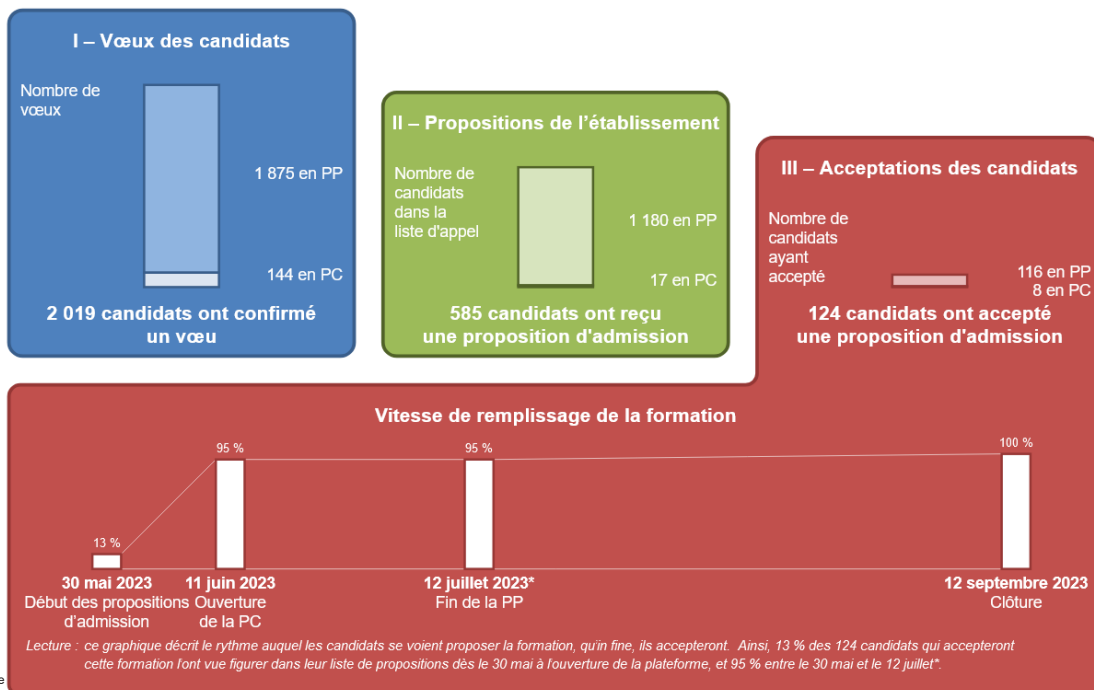 I – Vœux des candidats
Nombre de
vœux
1 875 en PP
144 en PC
2 019 candidats ont confirmé
un vœu
II – Propositions de l'établissement
Nombre de
candidats
dans la
liste d'appel
1 180 en PP
17 en PC
585 candidats ont reçu
une proposition d'admission
III – Acceptations des candidats
Nombre de
candidats
ayant
accepté
116 en PP
8 en PC
124 candidats ont accepté
une proposition d'admission
Vitesse de remplissage de la formation
13 %
95 %
95 %
100 %
30 mai 2023
Début des propositions
d'admission
11 juin 2023
Ouverture
de la PC
12 juillet 2023*
Fin de la PP
12 septembre 2023
Clôture
Lecture : ce graphique décrit le rythme auquel les candidats se voient proposer la formation, qu'in fine, ils accepteront. Ainsi, 13 % des 124 candidats qui accepteront
cette formation l'ont vue figurer dans leur liste de propositions dès le 30 mai à l'ouverture de la plateforme, et 95 % entre le 30 mai et le 12 juillet*.
e